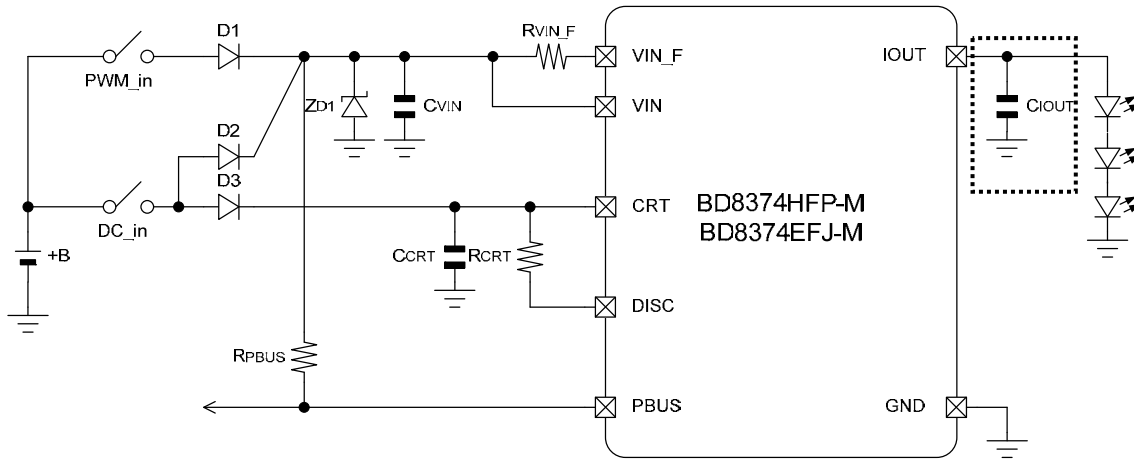 D1
RVIN_F
PWM_in
VIN_F
IOUT
ZD1
CVIN
VIN
CIOUT
D2
D3
DC_in
CRT
BD8374HFP-M
BD8374EFJ-M
+B
CCRT
RCRT
DISC
RPBUS
PBUS
GND